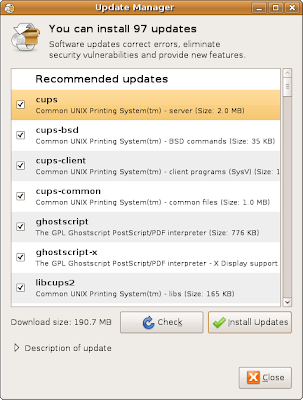 Update Manager
You can install 97 updates
Software updates correct errors, eliminate
security vulnerabilities and provide new features.
Recommended updates
cups
Common UNIX Printing System(tm) - server (Size: 2.0 MB)
cups-bsd
Common UNIX Printing System(tm) - BSD commands (Size: 35 KB)
cups-client
Common UNIX Printing System(tm) - client programs (SysV) (Size: 1
cups-common
Common UNIX Printing System(tm) - common files (Size: 1.0 MB)
ghostscript
The GPL Ghostscript PostScript/PDF interpreter (Size: 776 KB)
ghostscript-x
The GPL Ghostscript PostScript/PDF interpreter - X Display support
libcups2
Common UNIX Printing System(tm) - libs (Size: 165 KB)
Download size: 190.7 MB
Check
Install Updates
Description of update
Close